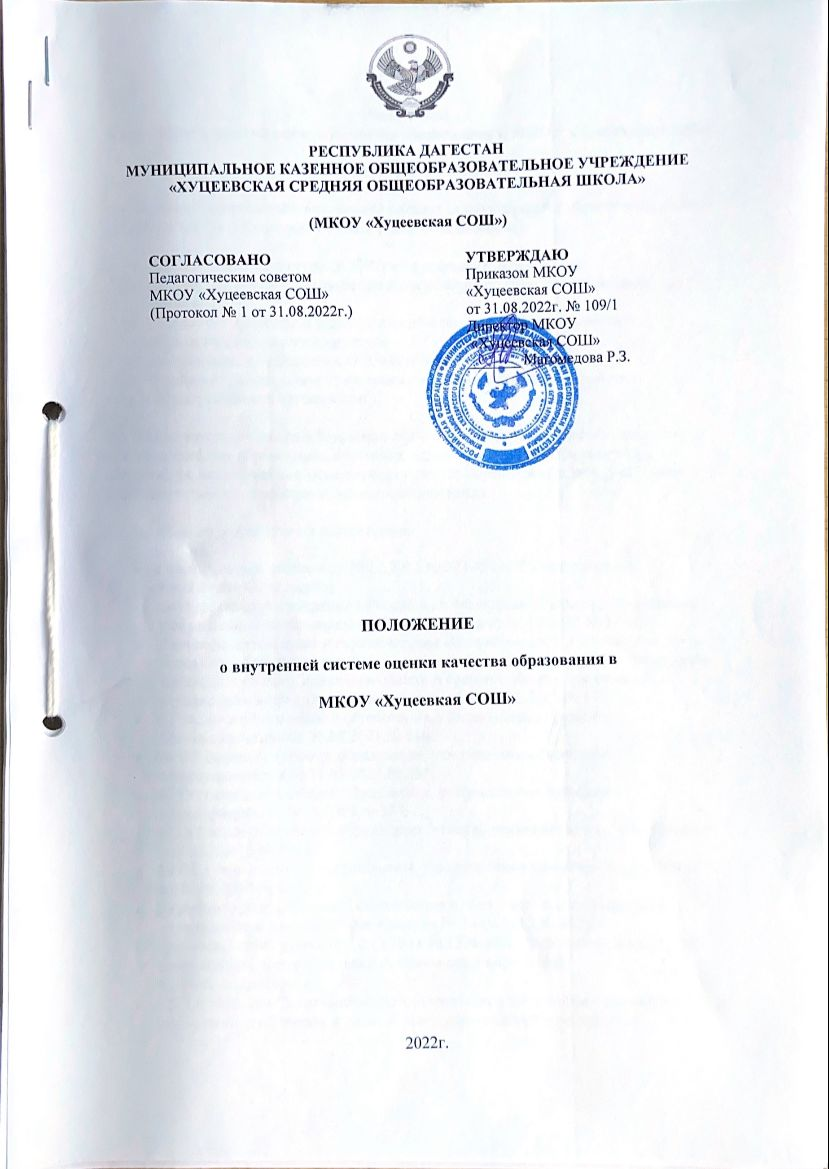 РЕСПУБЛИКА ДАГЕСТАН
МУНИЦИПАЛЬНОЕ КАЗЕННОЕ ОБЩЕОБРАЗОВАТЕЛЬНОЕ УЧРЕЖДЕНИЕ
«ХУЦЕЕВСКАЯ СРЕДНЯЯ ОБЩЕОБРАЗОВАТЕЛЬНАЯ ШКОЛА»
(МКОУ «Хуцеевская СОШ»)
СОГЛАСОВАНО
Педагогическим советом
МКОУ «Хуцеевская СОШ»
(Протокол № 1 от 31.08.2022г.)
УТВЕРЖДАЮ
Приказом МКОУ
«Хуцеевская СОШ»
от 31.08.2022г. № 109/1
Директор МКОУ
«Хуцеевская СОШ»
Магомедова Р.З.
ПОЛОЖЕНИЕ
о внутренней системе оценки качества образования в
МКОУ «Хуцеевкая СОШ»
2022г.